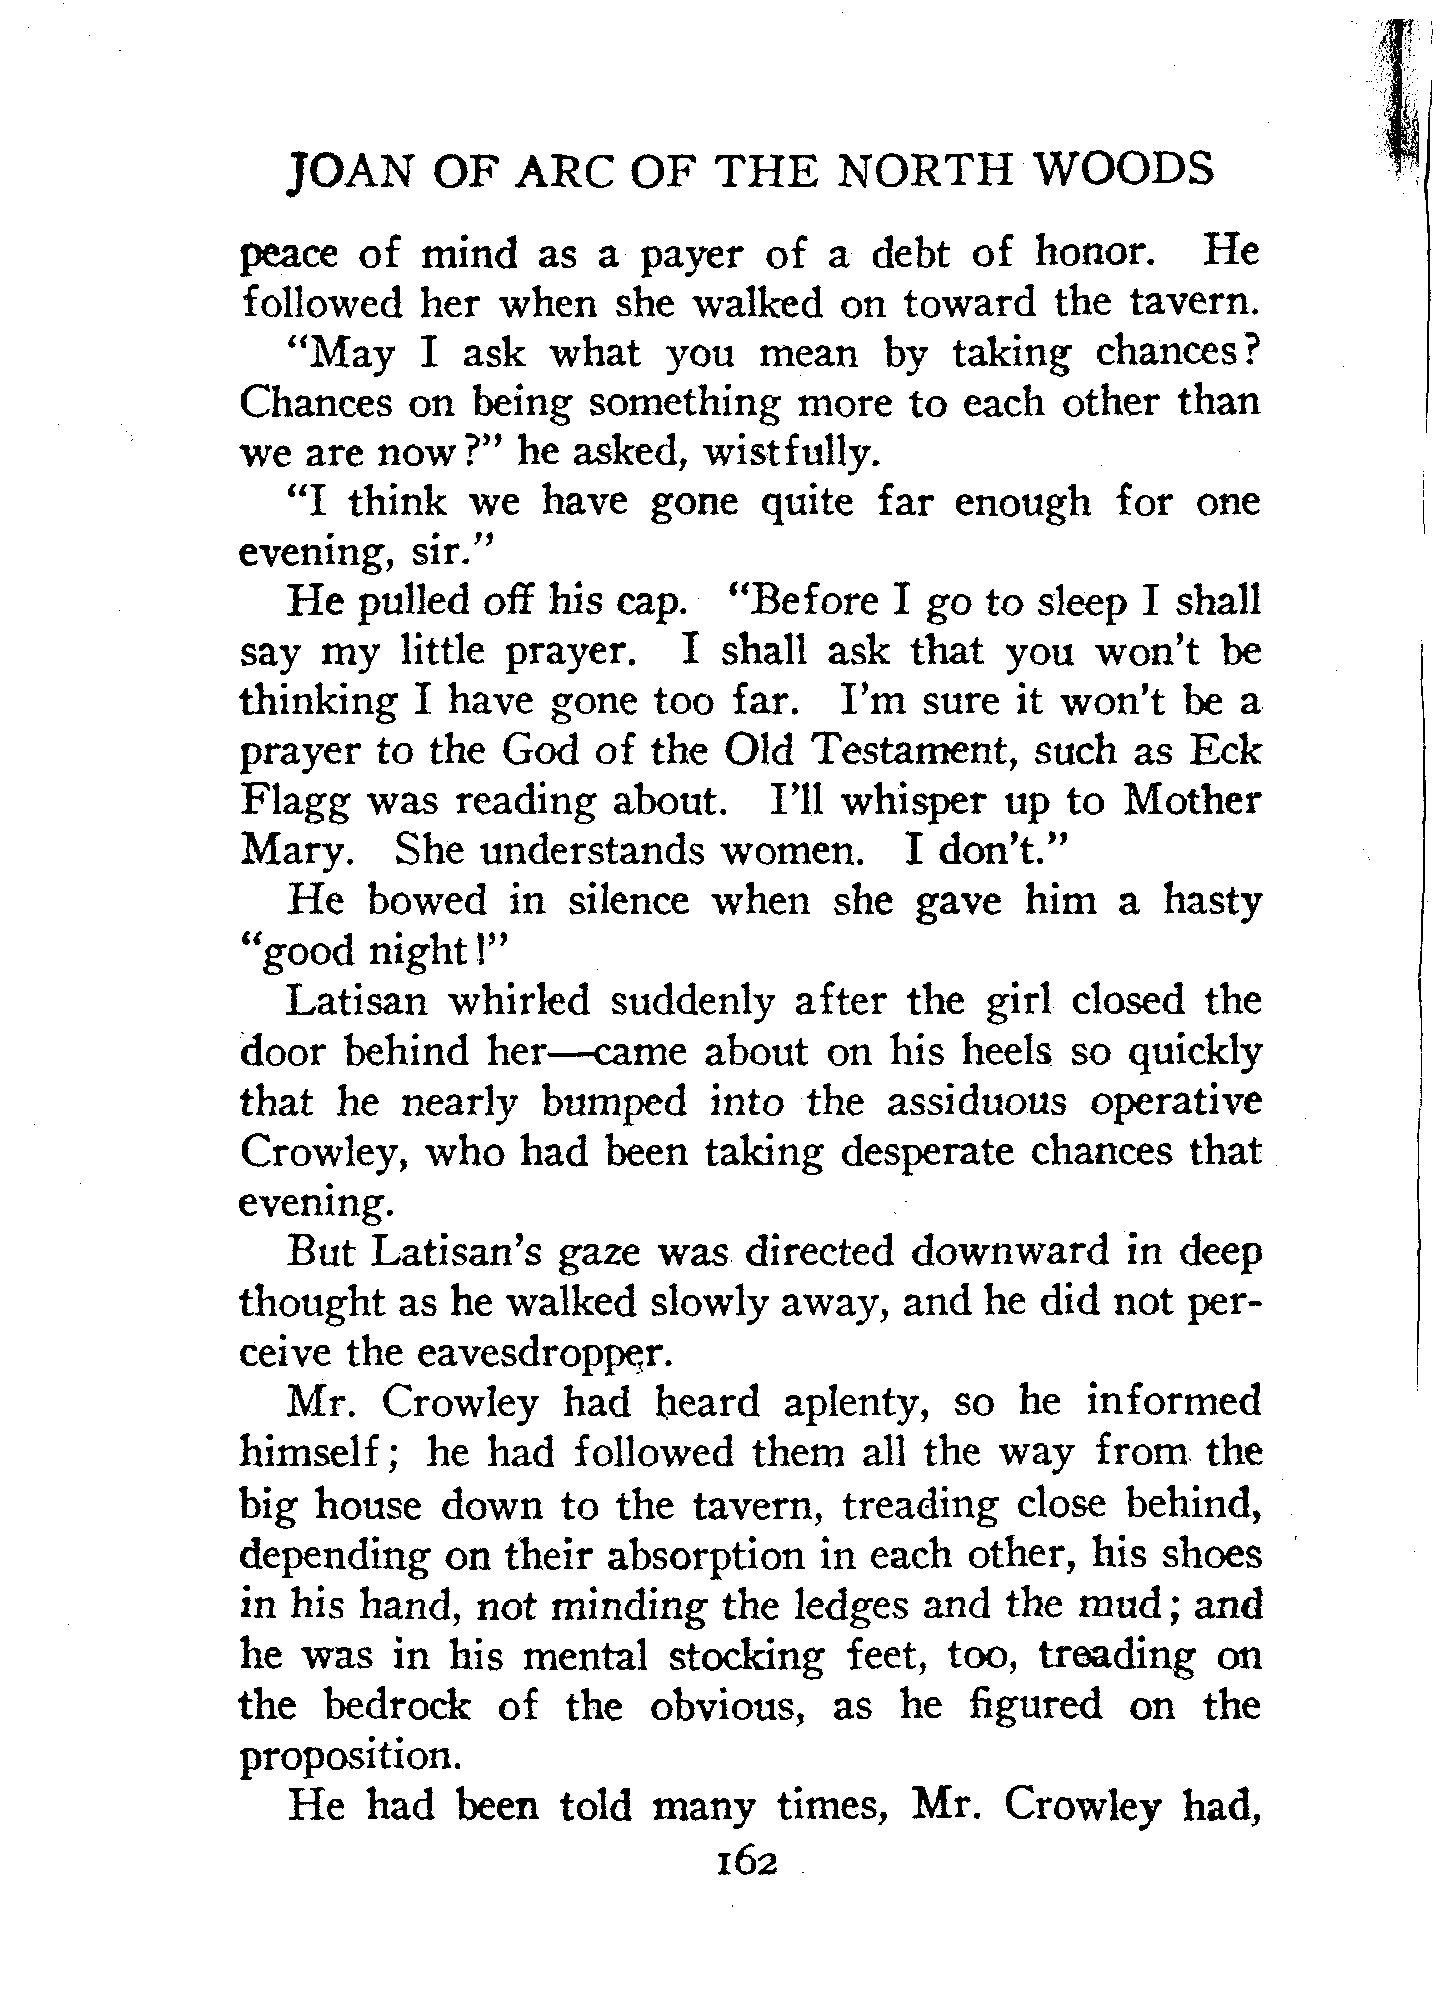 JOAN OF ARC OF THE NORTH WOODS
peace of mind as a payer of a debt of honor. He
followed her when she walked on toward the tavern.
"May I ask what you mean by taking chances?
Chances on being something more to each other than
we are now?" he asked, wistfully.
"I think we have gone quite far enough for one
evening, sir."
He pulled off his cap. "Before I go to sleep I shall
say my little prayer. I shall ask that you won't be
thinking I have gone too far. I'm sure it won't be a
prayer to the God of the Old Testament, such as Eck
Flagg was reading about. I'll whisper up to Mother
Mary. She understands women. I don't."
He bowed in silence when she gave him a hasty
"good night!"
Latisan whirled suddenly after the girl closed the
door behind her—came about on his heels so quickly
that he nearly bumped into the assiduous operative
Crowley, who had been taking desperate chances that
evening.
But Latisan's gaze was directed downward in deep
thought as he walked slowly away, and he did not per-
ceive the eavesdropper.
Mr. Crowley had heard aplenty, so he informed
himself; he had followed them all the way from the
big house down to the tavern, treading close behind,
depending on their absorption in each other, his shoes
in his hand, not minding the ledges and the mud; and
he was in his mental stocking feet, too, treading on
the bedrock of the obvious, as he figured on the
proposition.
He had been told many times, Mr. Crowley had,
162